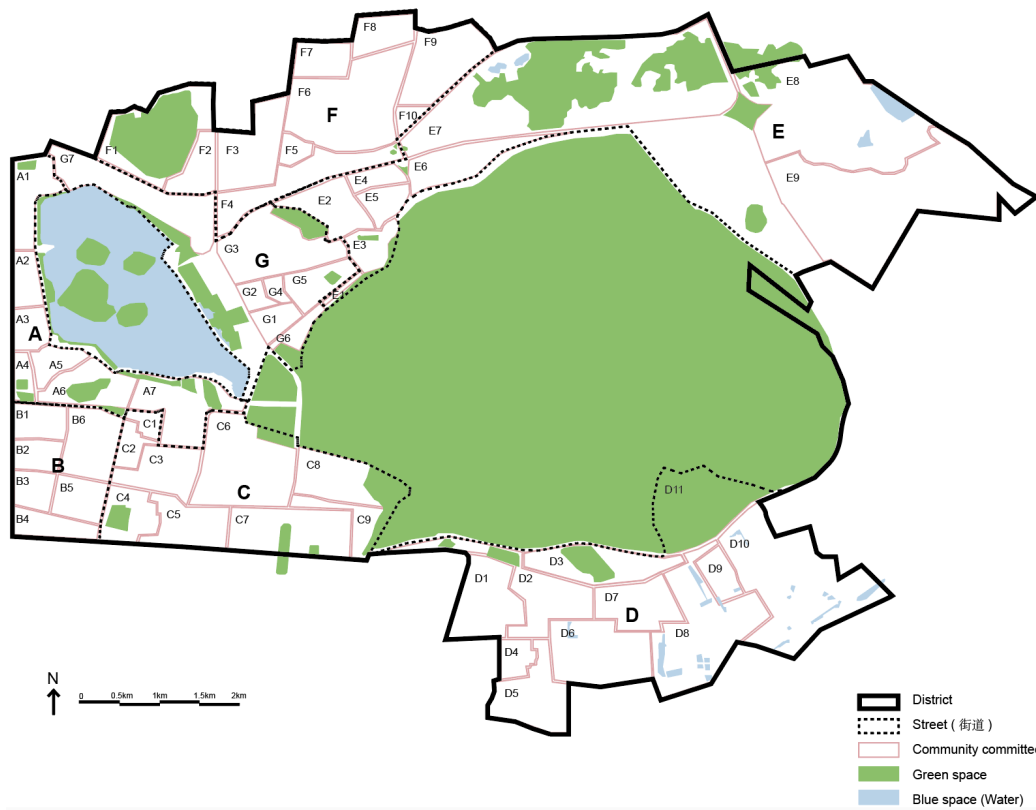 F8
F7
F9
F6
E8
F
F10
E7
E
F1
F2
F3
F5
G7
A1
E6
E4
E9
F4
E2
E5
G3
E3
A2
G
G5
G2
G4
E1
A3
G1
A
G6
A4
A5
A6
A7
B1
B6
C1
C6
B2
C2
C3
B
C8
B3
B5
C
D11
C4
C5
C7
C9
B4
D10
D3
D9
D1
D2
D7
D
D6
D8
D4
D5
N
0 0.5km 1km 1.5km 2km
District
Street ( 街道 )
Community committee
Green space
Blue space (Water)